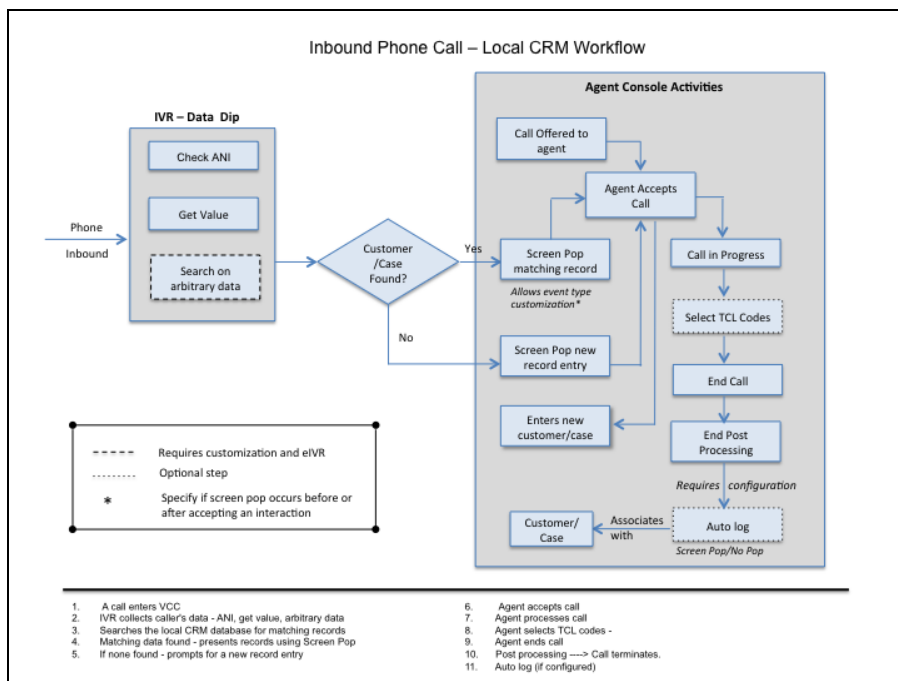 Inbound Phone Call – Local CRM Workflow
IVR – Data Dip
Check ANI
Get Value
Search on
arbitrary data
Phone
Inbound
Customer
/Case
Found?
Yes
No
Agent Console Activities
Call Offered to
agent
Agent Accepts
Call
Screen Pop
matching record
Allows event type
customization*
Screen Pop new
record entry
Enters new
customer/case
Call in Progress
Select TCL Codes
End Call
End Post
Processing
Requires configuration
Auto log
Screen Pop/No Pop
Associates
with
Customer/
Case
Requires customization and eIVR
Optional step
* Specify if screen pop occurs before or
after accepting an interaction
1. A call enters VCC
2. IVR collects caller's data - ANI, get value, arbitrary data
3. Searches the local CRM database for matching records
4. Matching data found - presents records using Screen Pop
5. If none found - prompts for a new record entry
6. Agent accepts call
7. Agent processes call
8. Agent selects TCL codes -
9. Agent ends call
10. Post processing ----> Call terminates.
11. Auto log (if configured)